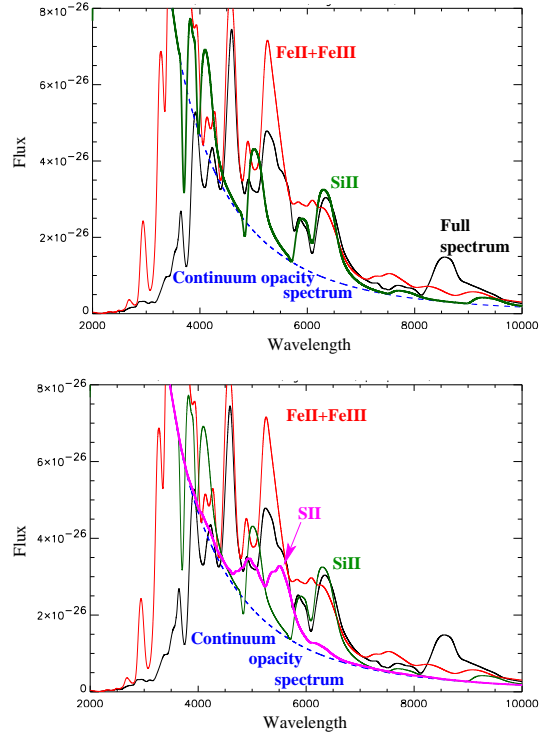 8×10⁻²⁶
FeII+FeIII
6×10⁻²⁶
Flux
4×10⁻²⁶
SiII
Full
spectrum
2×10⁻²⁶
Continuum opacity
spectrum
0
2000 4000 6000 8000 10000
Wavelength
8×10⁻²⁶
FeII+FeIII
6×10⁻²⁶
SII
Flux
4×10⁻²⁶
SiII
2×10⁻²⁶
Continuum
opacity
spectrum
0
2000 4000 6000 8000 10000
Wavelength